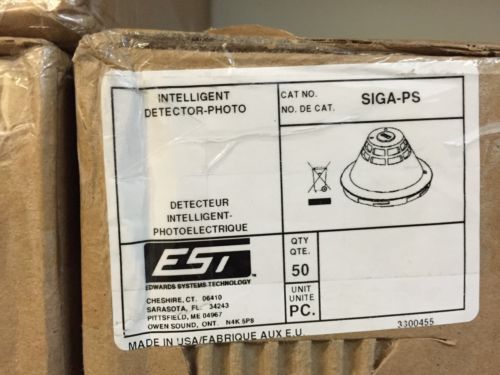 INTELLIGENT
DETECTOR-PHOTO
CAT NO.
NO. DE CAT.
SIGA-PS
DETECTEUR
INTELLIGENT-
PHOTOELECTRIQUE
EST
™
EDWARDS SYSTEMS TECHNOLOGY
CHESHIRE, CT. 06410
SARASOTA, FL. 34243
PITTSFIELD, ME 04967
OWEN SOUND, ONT. N4K 5P8
QTY
QTE.
50
UNIT
UNITE
PC.
3300455
MADE IN USA/FABRIQUE AUX E.U.